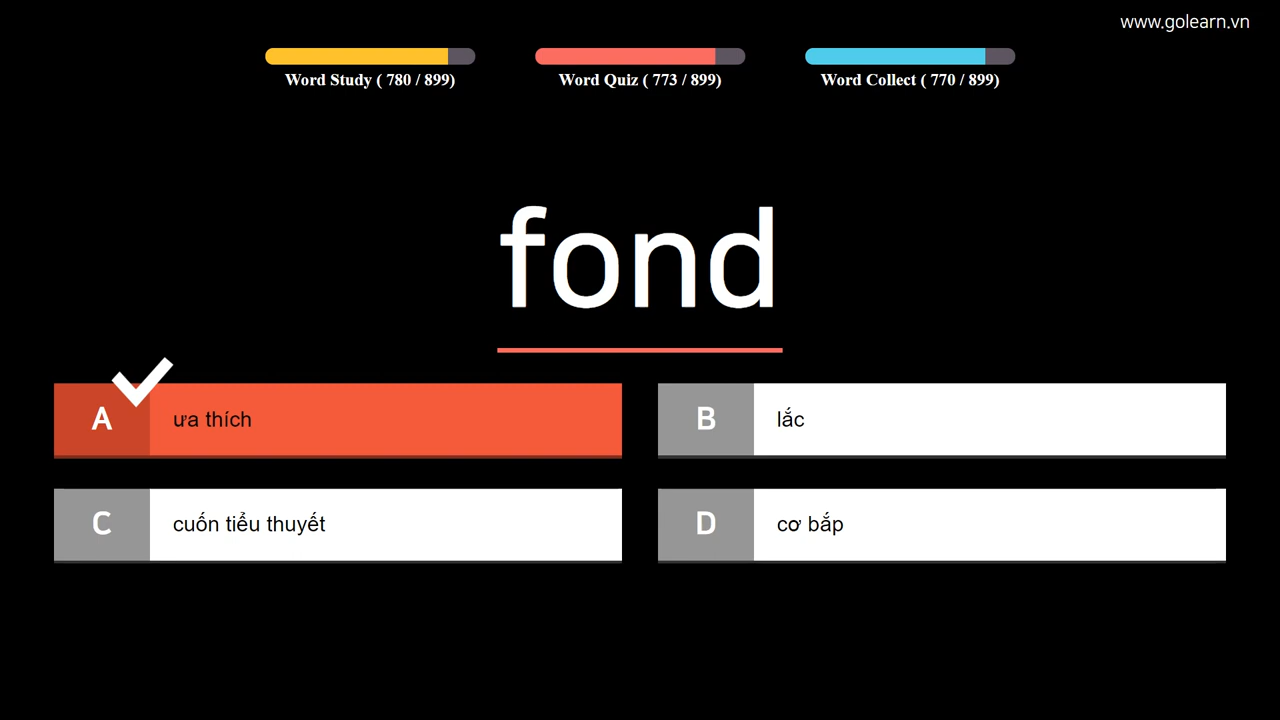 www.golearn.vn
Word Study ( 780 / 899)
Word Quiz ( 773 / 899)
Word Collect ( 770 / 899)
fond
A ưa thích
B lắc
C cuốn tiểu thuyết
D cơ bắp